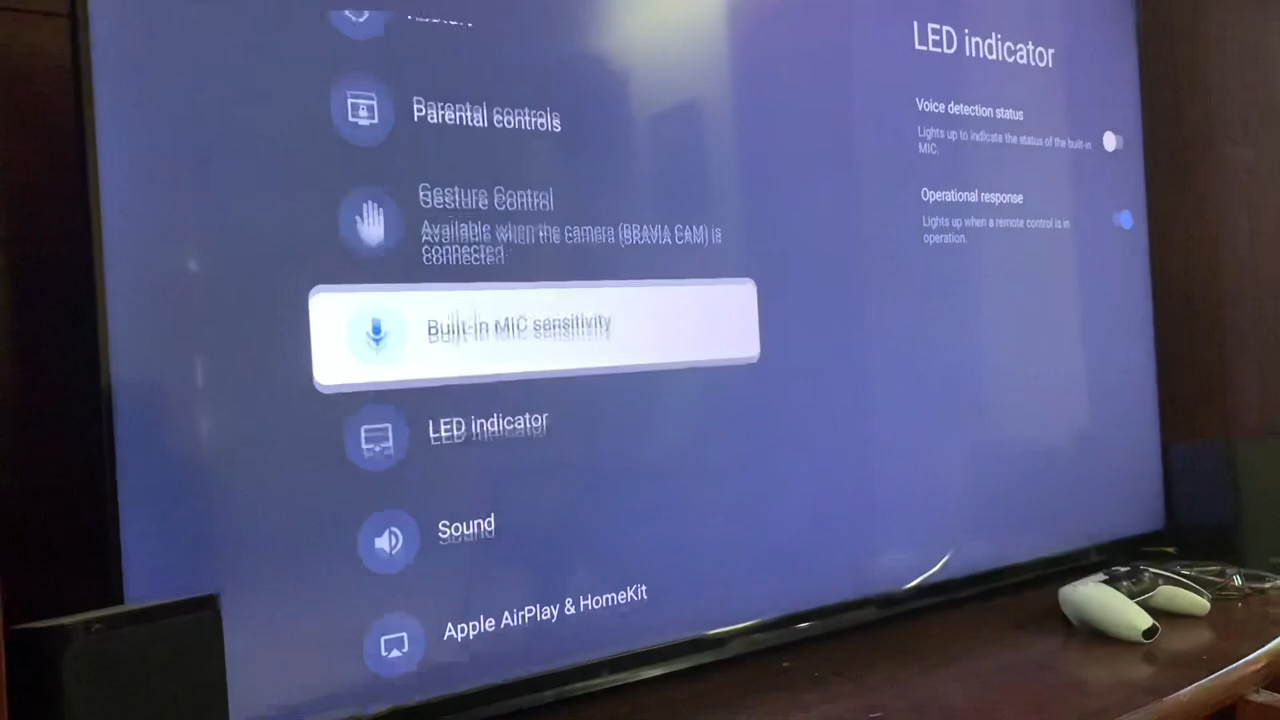 Parental controls
Gesture Control
Available when the camera (BRAVIA CAM) is
connected.
Built-in MIC sensitivity
LED indicator
Sound
Apple AirPlay & HomeKit
LED indicator
Voice detection status
Lights up to indicate the status of the built-in
MIC.
Operational response
Lights up when a remote control is in
operation.